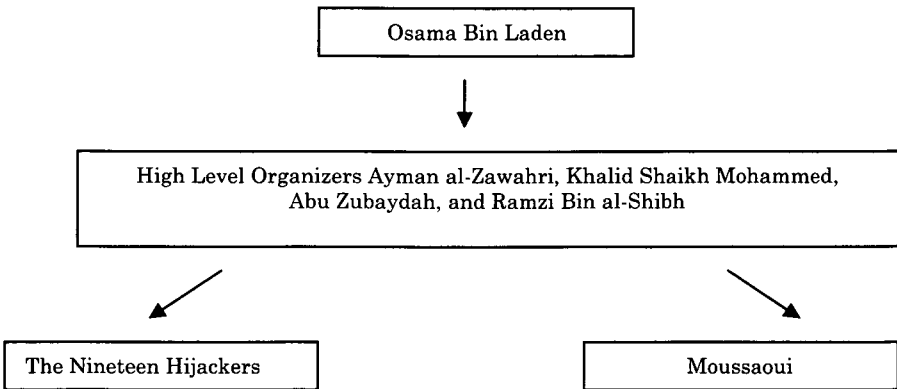 Osama Bin Laden
High Level Organizers Ayman al-Zawahri, Khalid Shaikh Mohammed,
Abu Zubaydah, and Ramzi Bin al-Shibh
The Nineteen Hijackers
Moussaoui